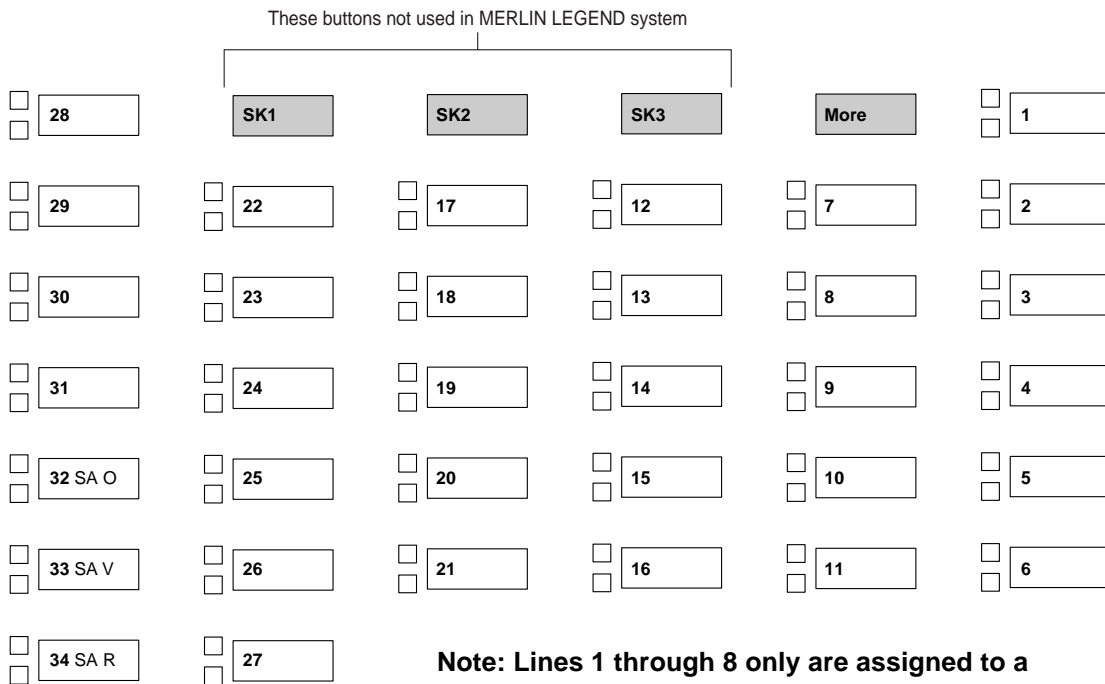 These buttons not used in MERLIN LEGEND system
28 SK1 SK2 SK3 More 1
29 22 17 12 7 2
30 23 18 13 8 3
31 24 19 14 9 4
32 SA O 25 20 15 10 5
33 SA V 26 21 16 11 6
34 SA R 27
Note: Lines 1 through 8 only are assigned to a